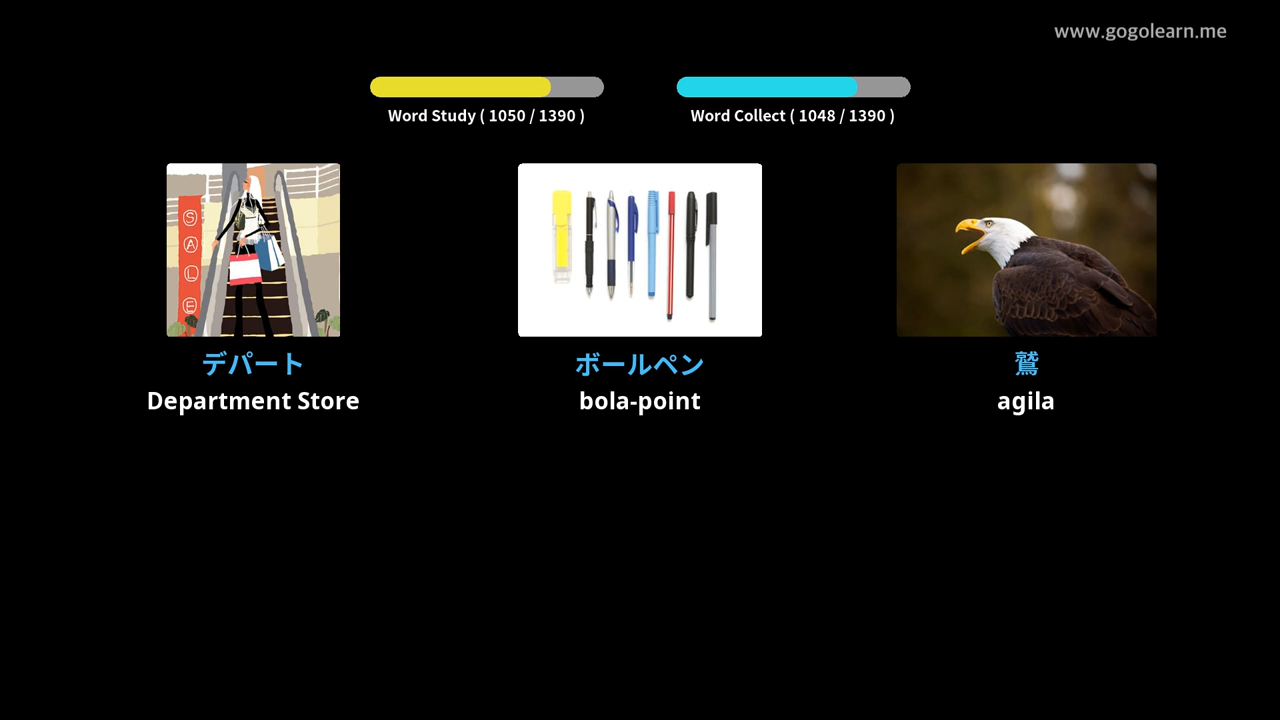 www.gogolearn.me
Word Study ( 1050 / 1390 )
Word Collect ( 1048 / 1390 )
S
A
L
E
デパート
Department Store
ボールペン
bola-point
鷲
agila